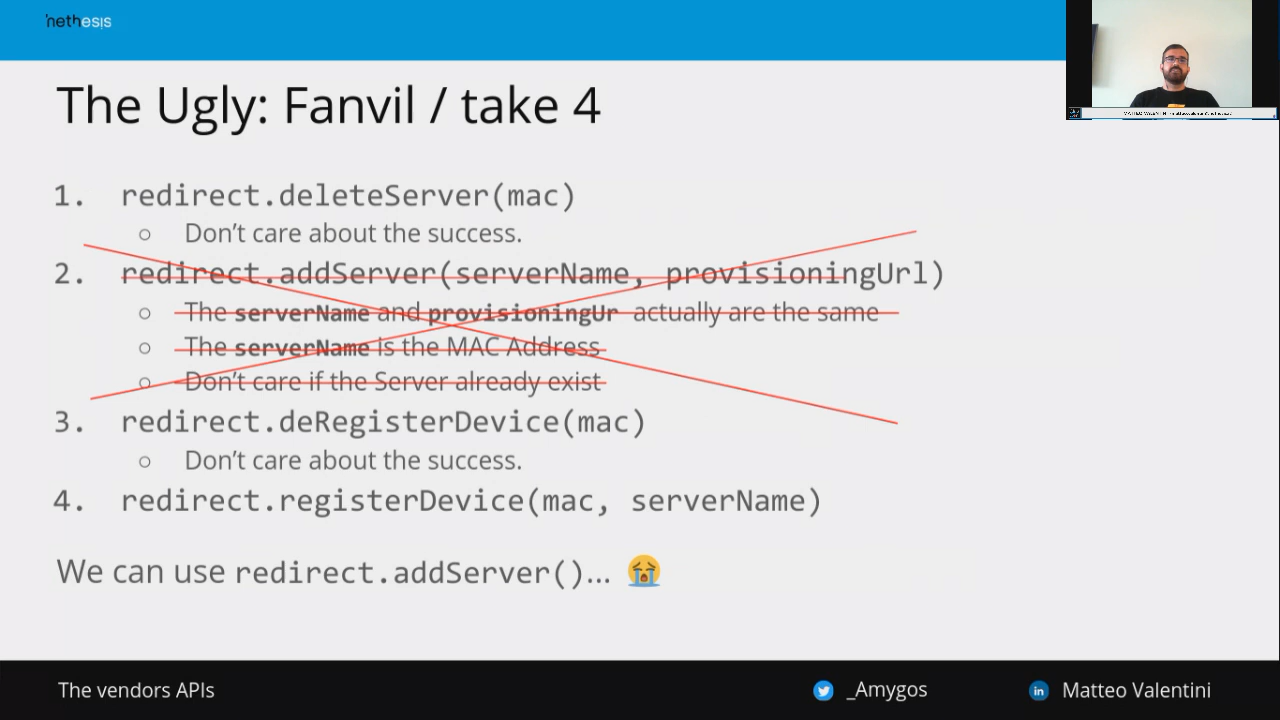 nethesis
The Ugly: Fanvil / take 4
1. redirect.deleteServer(mac)
○ Don't care about the success.
2. redirect.addServer(serverName, provisioningUrl)
○ The serverName and provisioningUr actually are the same
○ The serverName is the MAC Address
○ Don't care if the Server already exist
3. redirect.deRegisterDevice(mac)
○ Don't care about the success.
4. redirect.registerDevice(mac, serverName)
We can use redirect.addServer()... 😭
The vendors APIs
_Amygos
in
Matteo Valentini